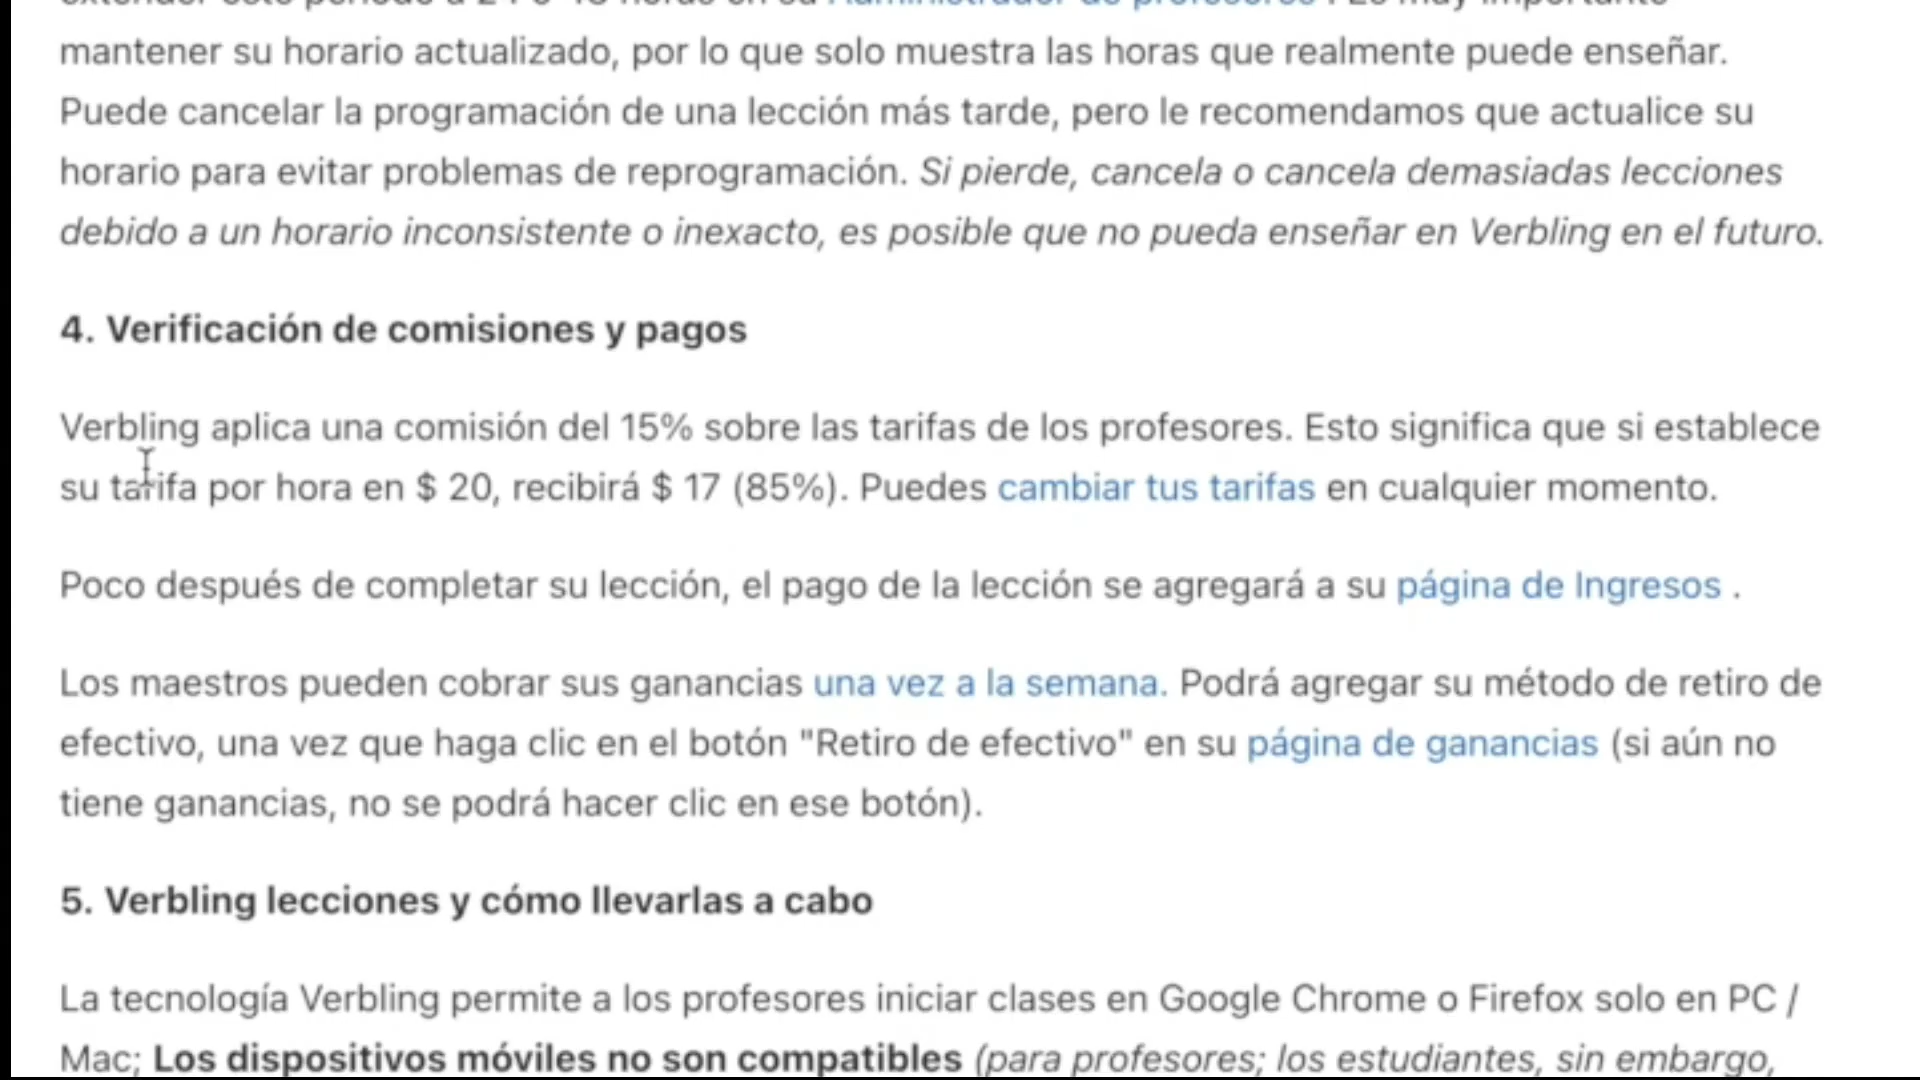 mantener su horario actualizado, por lo que solo muestra las horas que realmente puede enseñar.
Puede cancelar la programación de una lección más tarde, pero le recomendamos que actualice su
horario para evitar problemas de reprogramación. Si pierde, cancela o cancela demasiadas lecciones
debido a un horario inconsistente o inexacto, es posible que no pueda enseñar en Verbling en el futuro.
4. Verificación de comisiones y pagos
Verbling aplica una comisión del 15% sobre las tarifas de los profesores. Esto significa que si establece
su tarifa por hora en $ 20, recibirá $ 17 (85%). Puedes cambiar tus tarifas en cualquier momento.
Poco después de completar su lección, el pago de la lección se agregará a su página de Ingresos .
Los maestros pueden cobrar sus ganancias una vez a la semana. Podrá agregar su método de retiro de
efectivo, una vez que haga clic en el botón "Retiro de efectivo" en su página de ganancias (si aún no
tiene ganancias, no se podrá hacer clic en ese botón).
5. Verbling lecciones y cómo llevarlas a cabo
La tecnología Verbling permite a los profesores iniciar clases en Google Chrome o Firefox solo en PC /
Mac; Los dispositivos móviles no son compatibles (para profesores; los estudiantes, sin embargo,